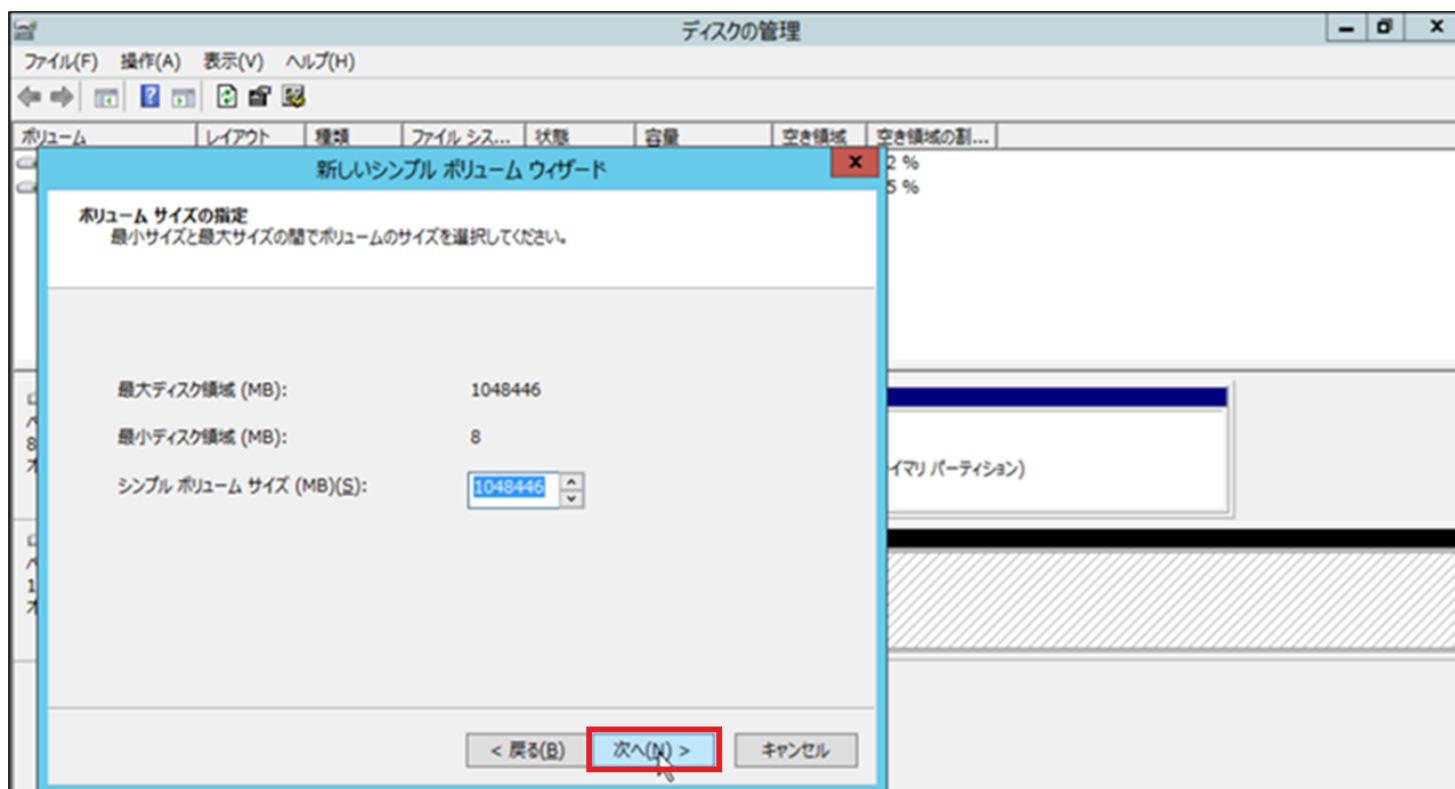 ディスクの管理
ファイル(F) 操作(A) 表示(V) ヘルプ(H)
ボリューム レイアウト 種類 ファイル シス... 状態 容量 空き領域 空き領域の割...
2 %
5 %
新しいシンプル ボリューム ウィザード
ボリューム サイズの指定
最小サイズと最大サイズの間でボリュームのサイズを選択してください。
最大ディスク領域 (MB): 1048446
最小ディスク領域 (MB): 8
シンプル ボリューム サイズ (MB)(S): 1048446
イマリ パーティション)
8
1
< 戻る(B) 次へ(N) > キャンセル